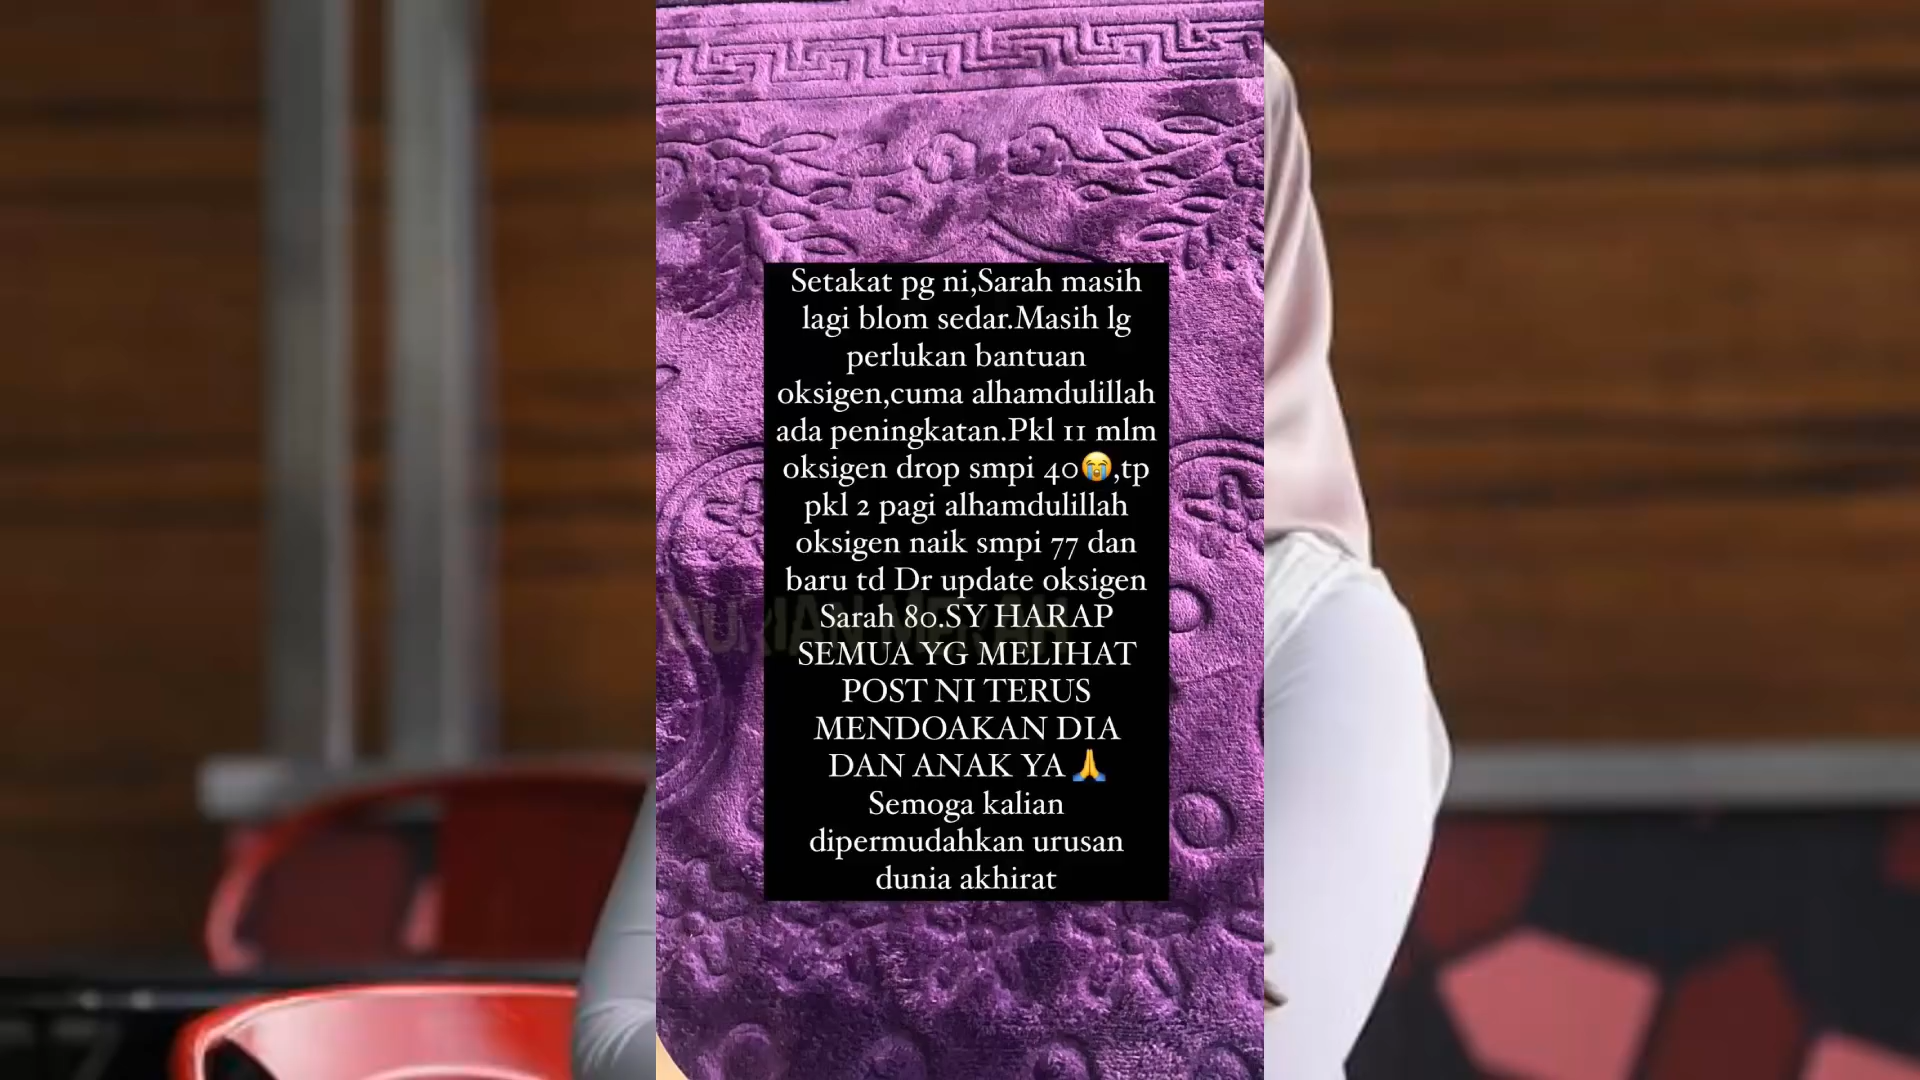 Setakat pg ni,Sarah masih
lagi blom sedar.Masih lg
perlukan bantuan
oksigen,cuma alhamdulillah
ada peningkatan.Pkl 11 mlm
oksigen drop smpi 40😭,tp
pkl 2 pagi alhamdulillah
oksigen naik smpi 77 dan
baru td Dr update oksigen
Sarah 80.SY HARAP
SEMUA YG MELIHAT
POST NI TERUS
MENDOAKAN DIA
DAN ANAK YA 🙏
Semoga kalian
dipermudahkan urusan
dunia akhirat
DURIAN MERAH